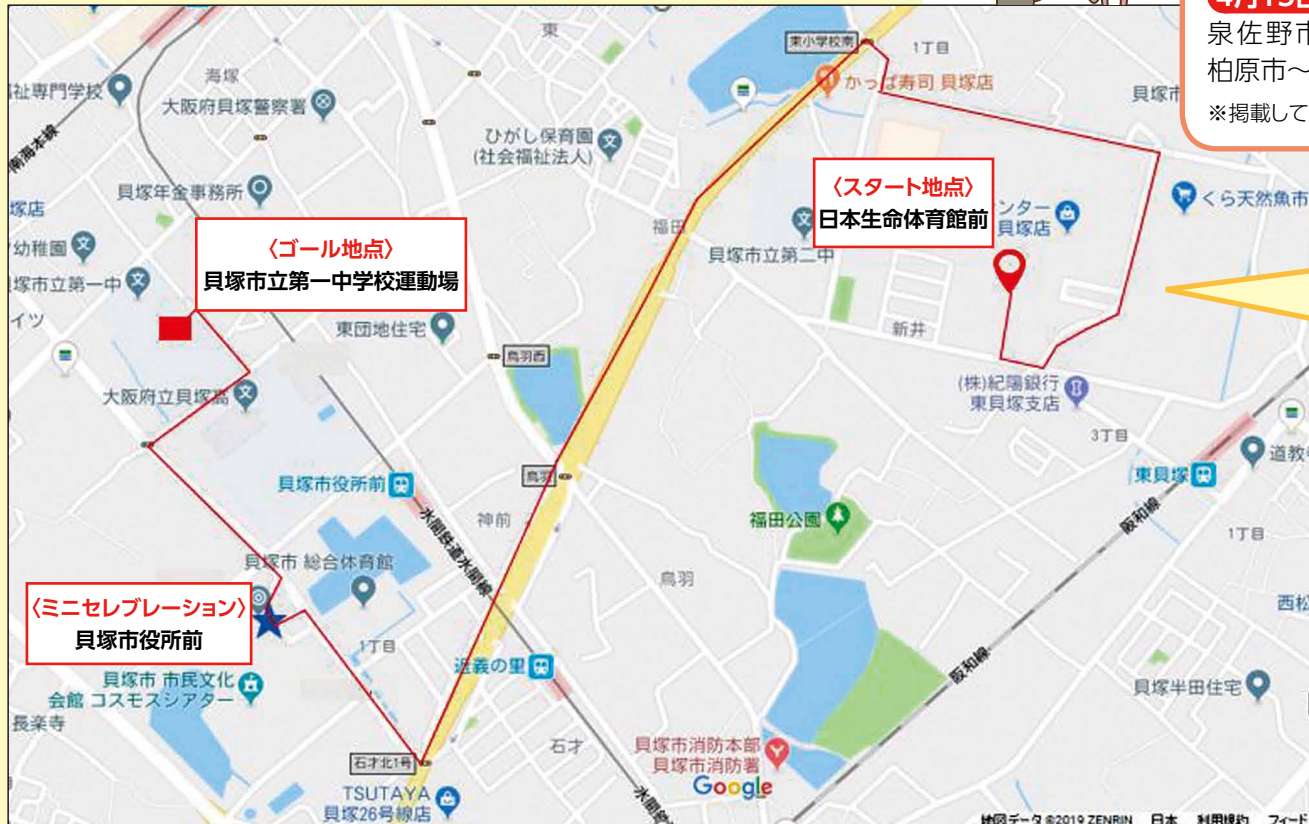 4月15日
泉佐野市
柏原市～
※掲載して
東
東小学校南
1丁目
かっぱ寿司 貝塚店
海塚
祉専門学校
大阪府貝塚警察署
貝塚市
ひがし保育園
(社会福祉法人)
南海本線
貝塚年金事務所
塚店
〈スタート地点〉
日本生命体育館前
ンター
貝塚店
くら天然魚市
〈ゴール地点〉
貝塚市立第一中学校運動場
幼稚園
福田
貝塚市立第二中
塚市立第一中
イツ
東団地住宅
新井
鳥羽西
(株)紀陽銀行
東貝塚支店
大阪府立貝塚高
3丁目
道教
東貝塚
鳥羽
貝塚市役所前
神前
水間鉄道水間線
福田公園
阪和線
1丁目
貝塚市 総合体育館
鳥羽
〈ミニセレブレーション〉
貝塚市役所前
西松
1丁目
近義の里
阪和線
貝塚市 市民文化
会館 コスモスシアター
貝塚半田住宅
長楽寺
石才
貝塚市消防本部
貝塚市消防署
石才北1号
Google
TSUTAYA
貝塚26号線店
地図データ ©2019 ZENRIN 日本 利用規約 フィード